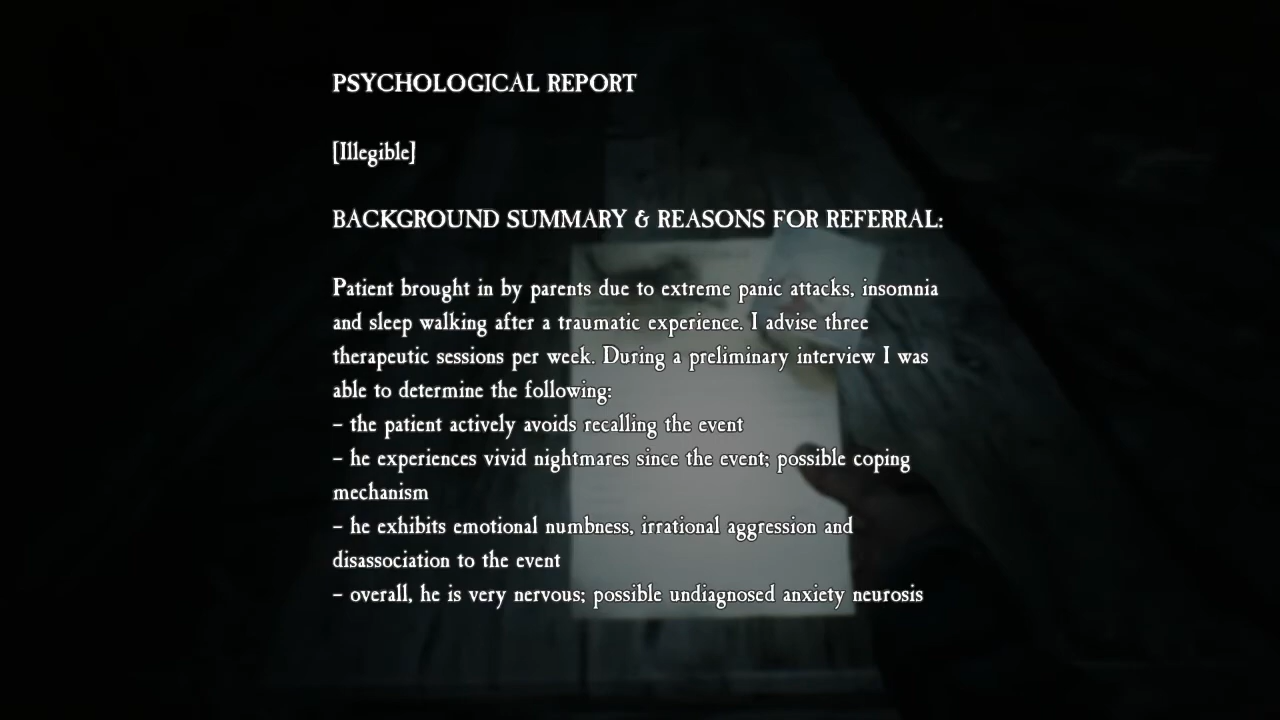 PSYCHOLOGICAL REPORT
[Illegible]
BACKGROUND SUMMARY & REASONS FOR REFERRAL:
Patient brought in by parents due to extreme panic attacks, insomnia
and sleep walking after a traumatic experience. I advise three
therapeutic sessions per week. During a preliminary interview I was
able to determine the following:
- the patient actively avoids recalling the event
- he experiences vivid nightmares since the event; possible coping
mechanism
- he exhibits emotional numbness, irrational aggression and
disassociation to the event
- overall, he is very nervous; possible undiagnosed anxiety neurosis